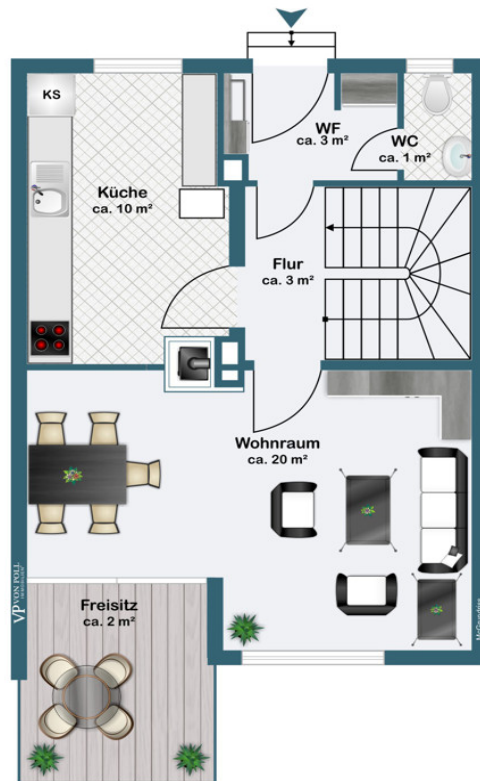 KS
WF
ca. 3 m²
WC
ca. 1 m²
Küche
ca. 10 m²
Flur
ca. 3 m²
Wohnraum
ca. 20 m²
Freisitz
ca. 2 m²
VP VON POLL
IMMOBILIEN